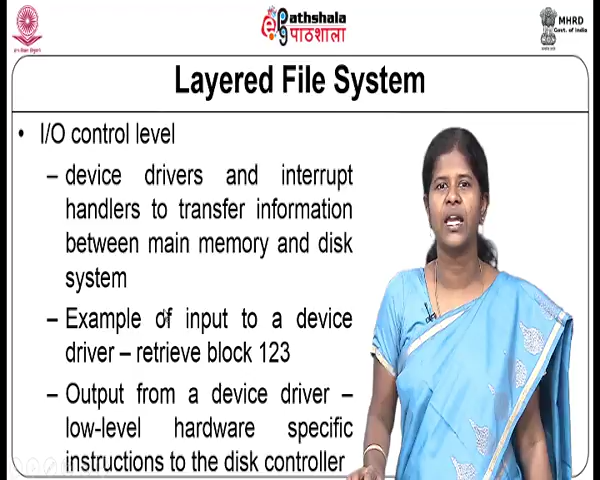 Pathshala
पाठशाला
MHRD
Govt. of India
Layered File System
• I/O control level
– device drivers and interrupt
handlers to transfer information
between main memory and disk
system
– Example of input to a device
driver – retrieve block 123
– Output from a device driver –
low-level hardware specific
instructions to the disk controller